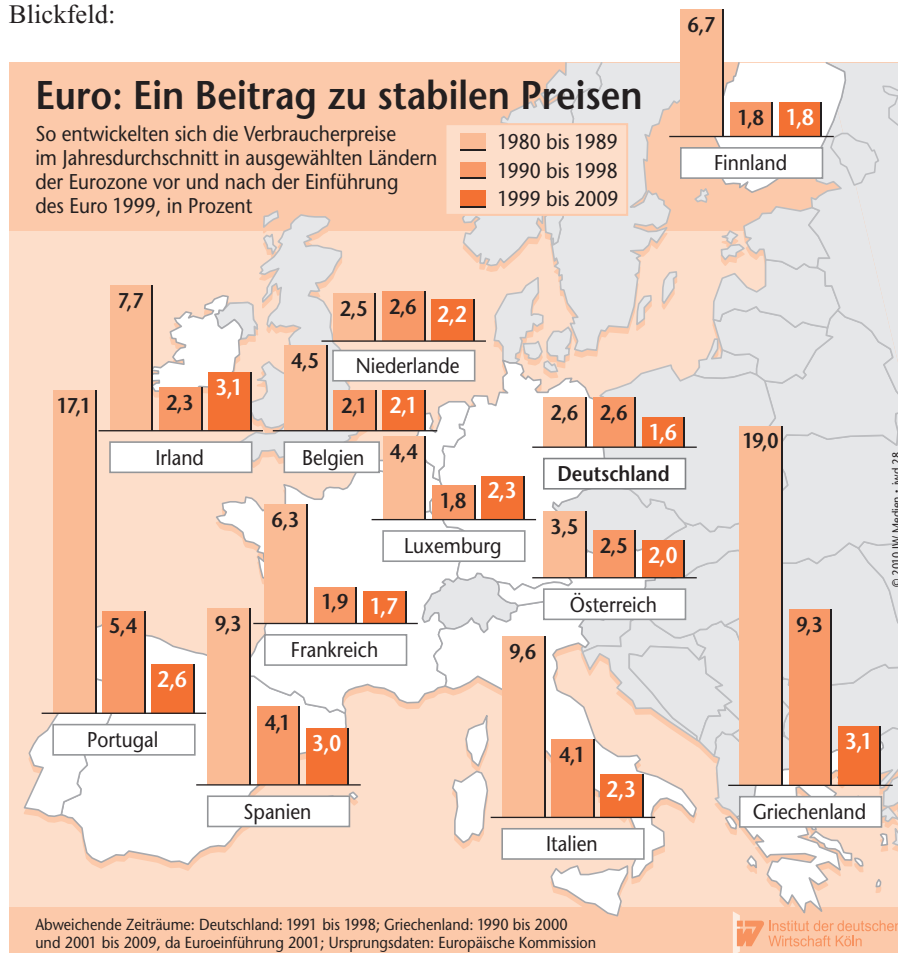 Blickfeld:
Euro: Ein Beitrag zu stabilen Preisen
So entwickelten sich die Verbraucherpreise
im Jahresdurchschnitt in ausgewählten Ländern
der Eurozone vor und nach der Einführung
des Euro 1999, in Prozent
1980 bis 1989
1990 bis 1998
1999 bis 2009
6,7
1,8
1,8
Finnland
7,7
2,3
3,1
Irland
2,5
2,6
2,2
Niederlande
4,5
2,1
2,1
Belgien
2,6
2,6
1,6
Deutschland
4,4
1,8
2,3
Luxemburg
3,5
2,5
2,0
Österreich
6,3
1,9
1,7
Frankreich
17,1
5,4
2,6
Portugal
9,3
4,1
3,0
Spanien
9,6
4,1
2,3
Italien
19,0
9,3
3,1
Griechenland
© 2010 IW Medien · iwd 28
Abweichende Zeiträume: Deutschland: 1991 bis 1998; Griechenland: 1990 bis 2000
und 2001 bis 2009, da Euroeinführung 2001; Ursprungsdaten: Europäische Kommission
Institut der deutschen
Wirtschaft Köln